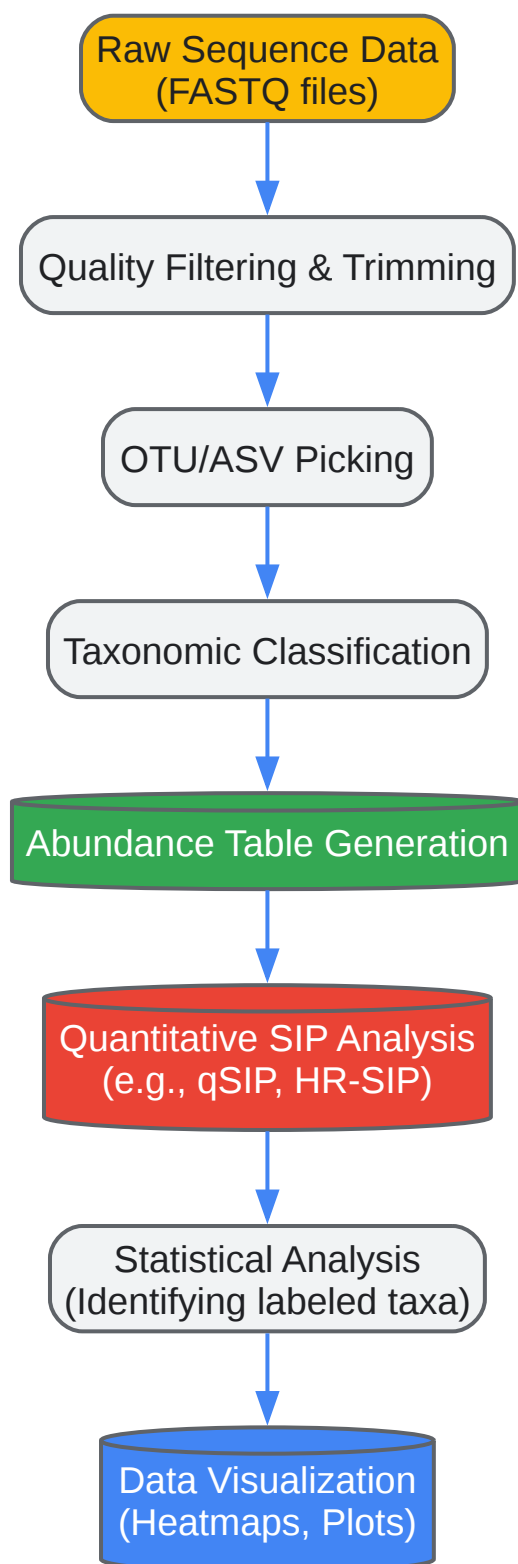 Raw Sequence Data
(FASTQ files)
Quality Filtering & Trimming
OTU/ASV Picking
Taxonomic Classification
Abundance Table Generation
Quantitative SIP Analysis
(e.g., qSIP, HR-SIP)
Statistical Analysis
(Identifying labeled taxa)
Data Visualization
(Heatmaps, Plots)